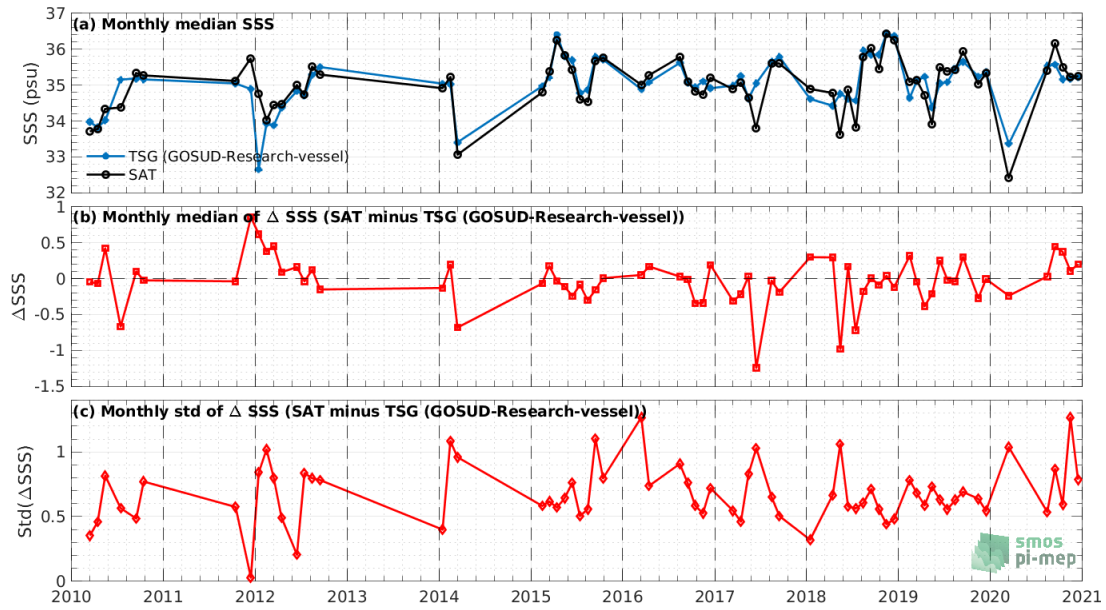 (a) Monthly median SSS
37
36
35
34
33
32
SSS (psu)
TSG (GOSUD-Research-vessel)
SAT
(b) Monthly median of Δ SSS (SAT minus TSG (GOSUD-Research-vessel))
1
0.5
0
-0.5
-1
-1.5
ΔSSS
(c) Monthly std of Δ SSS (SAT minus TSG (GOSUD-Research-vessel))
1
0.5
0
Std(ΔSSS)
smos
pi-mep
2010 2011 2012 2013 2014 2015 2016 2017 2018 2019 2020 2021